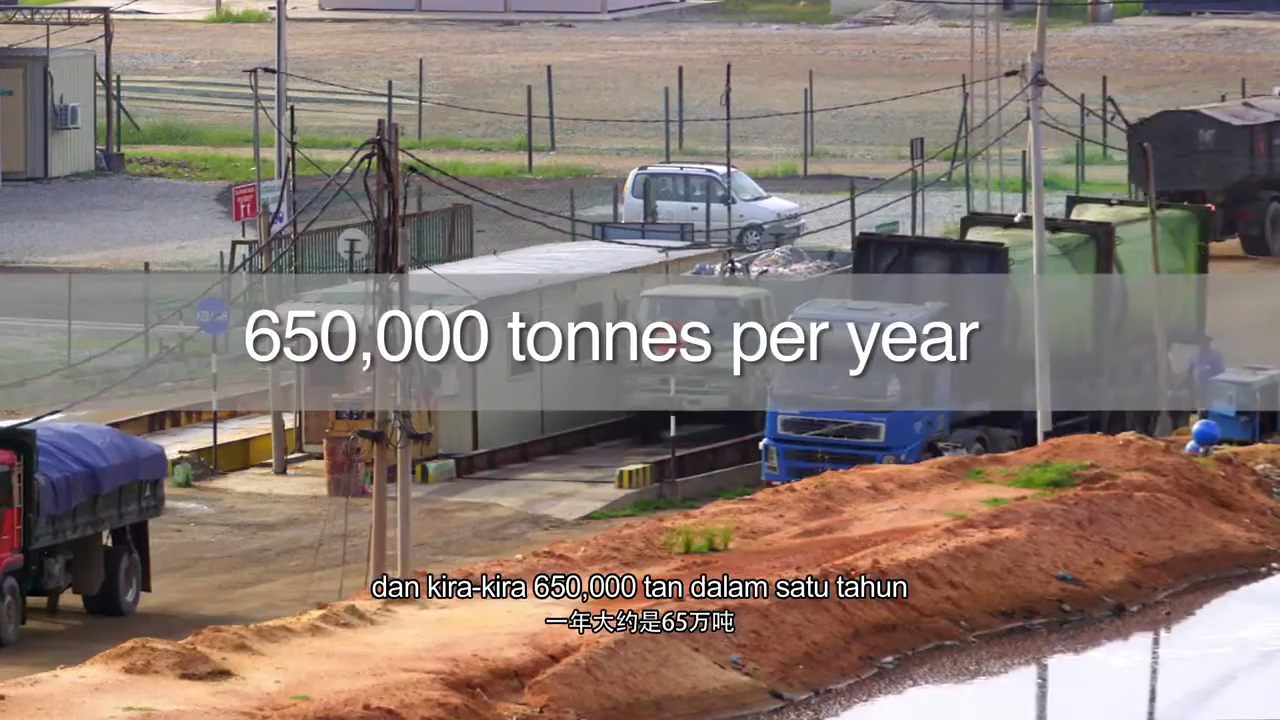 650,000 tonnes per year
dan kira-kira 650,000 tan dalam satu tahun
一年大约是65万吨